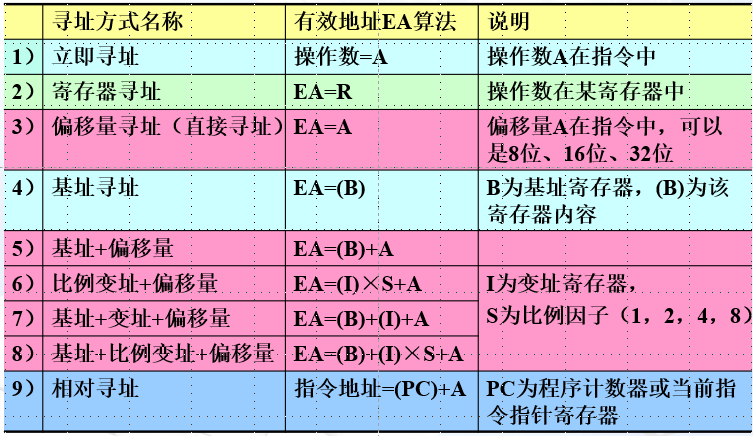 寻址方式名称 有效地址EA算法 说明
1） 立即寻址 操作数=A 操作数A在指令中
2） 寄存器寻址 EA=R 操作数在某寄存器中
3） 偏移量寻址（直接寻址） EA=A 偏移量A在指令中，可以
是8位、16位、32位
4） 基址寻址 EA=(B) B为基址寄存器，(B)为该
寄存器内容
5） 基址+偏移量 EA=(B)+A
6） 比例变址+偏移量 EA=(I)×S+A I为变址寄存器，
7） 基址+变址+偏移量 EA=(B)+(I)+A S为比例因子（1，2，4，8）
8） 基址+比例变址+偏移量 EA=(B)+(I)×S+A
9） 相对寻址 指令地址=(PC)+A PC为程序计数器或当前指
令指针寄存器